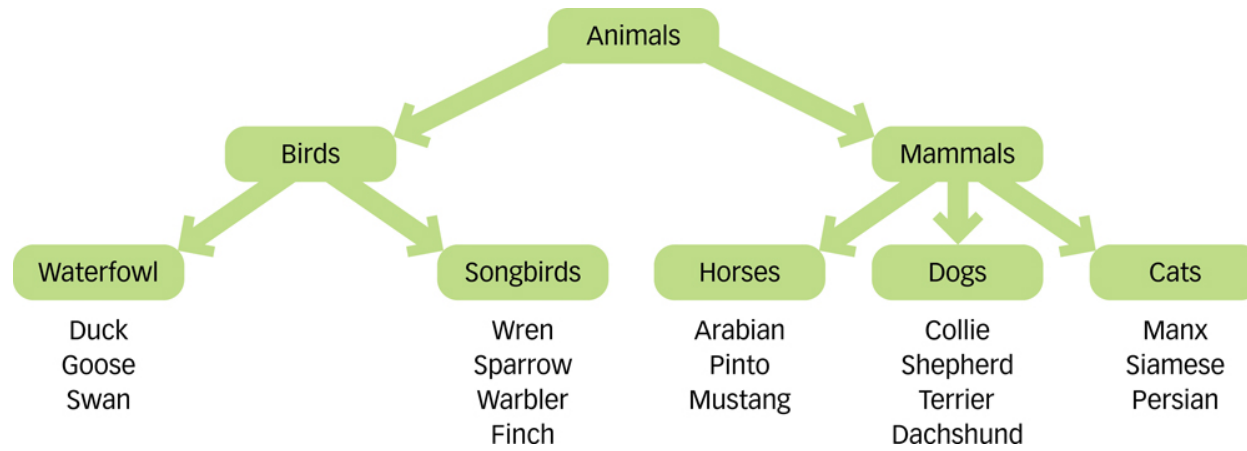 Animals
Birds
Mammals
Waterfowl
Songbirds
Horses
Dogs
Cats
Duck
Goose
Swan
Wren
Sparrow
Warbler
Finch
Arabian
Pinto
Mustang
Collie
Shepherd
Terrier
Dachshund
Manx
Siamese
Persian